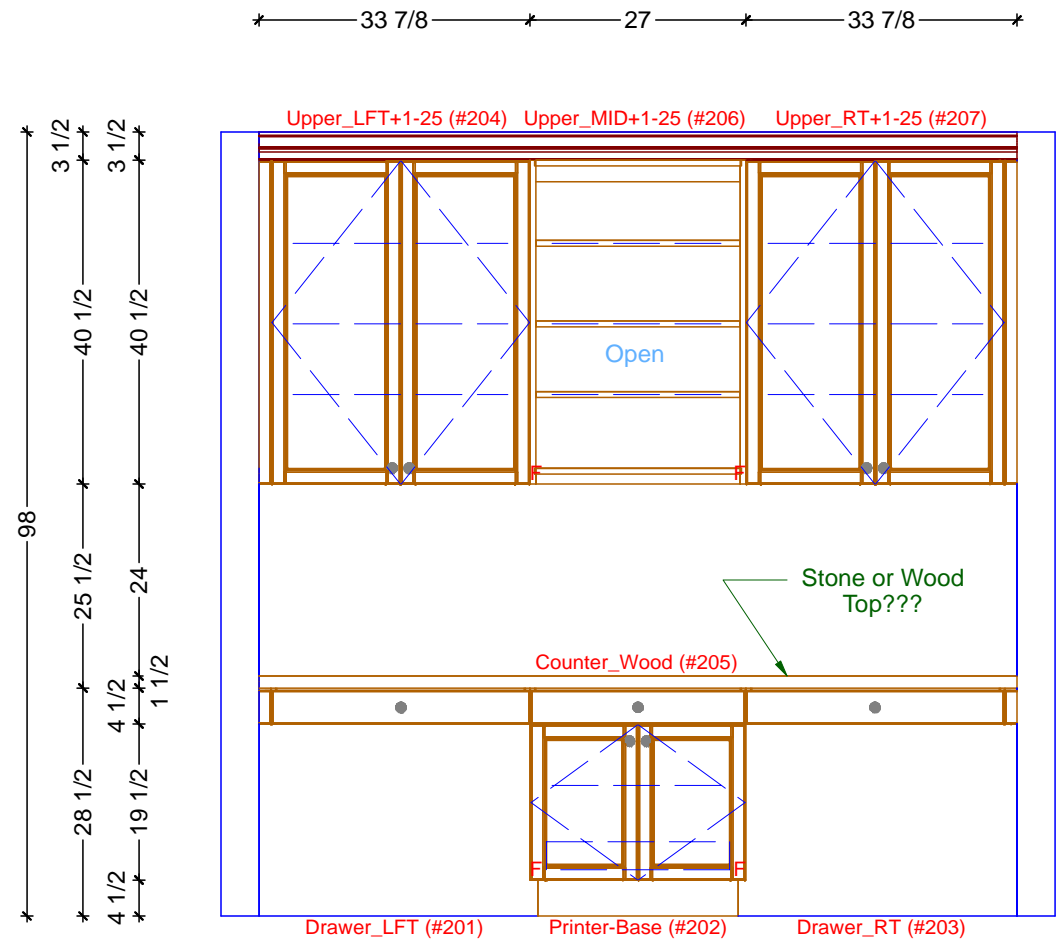 33 7/8
27
33 7/8
Upper_LFT+1-25 (#204)
Upper_MID+1-25 (#206)
Upper_RT+1-25 (#207)
3 1/2
3 1/2
40 1/2
40 1/2
Open
F
F
98
25 1/2
24
Stone or Wood
Top???
Counter_Wood (#205)
1 1/2
4 1/2
28 1/2
19 1/2
F
F
4 1/2
Drawer_LFT (#201)
Printer-Base (#202)
Drawer_RT (#203)